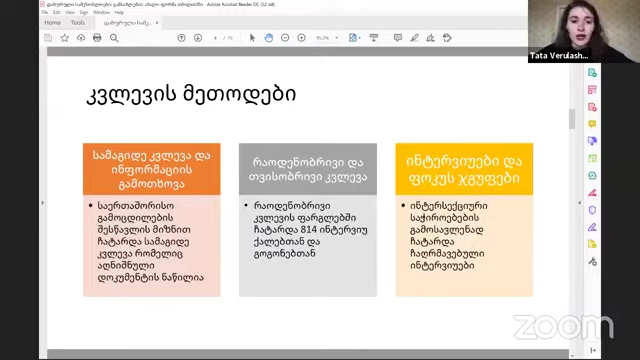 File Edit View Sign Window Help
Home Tools
Tata Verulash...
კვლევის მეთოდები
სამაგიდე კვლევა და
ინფორმაციის
გამოთხოვა
საერთაშორისო
გამოცდილების
შესწავლის მიზნით
ჩატარდა სამაგიდე
კვლევა რომელიც
აღნიშნული
დოკუმენტის ნაწილია
რაოდენობრივი და
თვისობრივი კვლევა
რაოდენობრივი
კვლევის ფარგლებში
ჩატარდა 814 ინტერვიუ
ქალებთან და
გოგონებთან
ინტერვიუები და
ფოკუს ჯგუფები
ინტერსექციური
საჭიროებების
გამოსავლენად
ჩატარდა
ჩაღრმავებული
ინტერვიუები
zoom